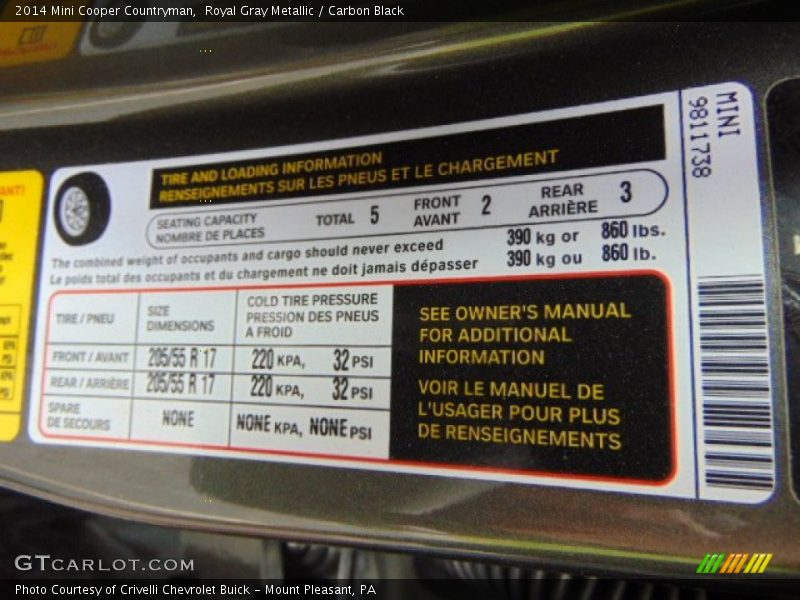 2014 Mini Cooper Countryman,  Royal Gray Metallic / Carbon Black
TIRE AND LOADING INFORMATION
RENSEIGNEMENTS SUR LES PNEUS ET LE CHARGEMENT
SEATING CAPACITY
NOMBRE DE PLACES
TOTAL 5
FRONT
AVANT 2
REAR
ARRIÈRE 3
The combined weight of occupants and cargo should never exceed 390 kg or 860 lbs.
Le poids total des occupants et du chargement ne doit jamais dépasser 390 kg ou 860 lb.
TIRE / PNEU
SIZE
DIMENSIONS
COLD TIRE PRESSURE
PRESSION DES PNEUS
A FROID
FRONT / AVANT 205/55 R 17 220 KPA, 32 PSI
REAR / ARRIÈRE 205/55 R 17 220 KPA, 32 PSI
SPARE
DE SECOURS
NONE NONE KPA, NONE PSI
SEE OWNER'S MANUAL
FOR ADDITIONAL
INFORMATION
VOIR LE MANUEL DE
L'USAGER POUR PLUS
DE RENSEIGNEMENTS
MINI
9811738
GTCARLOT.COM
Photo Courtesy of Crivelli Chevrolet Buick – Mount Pleasant, PA